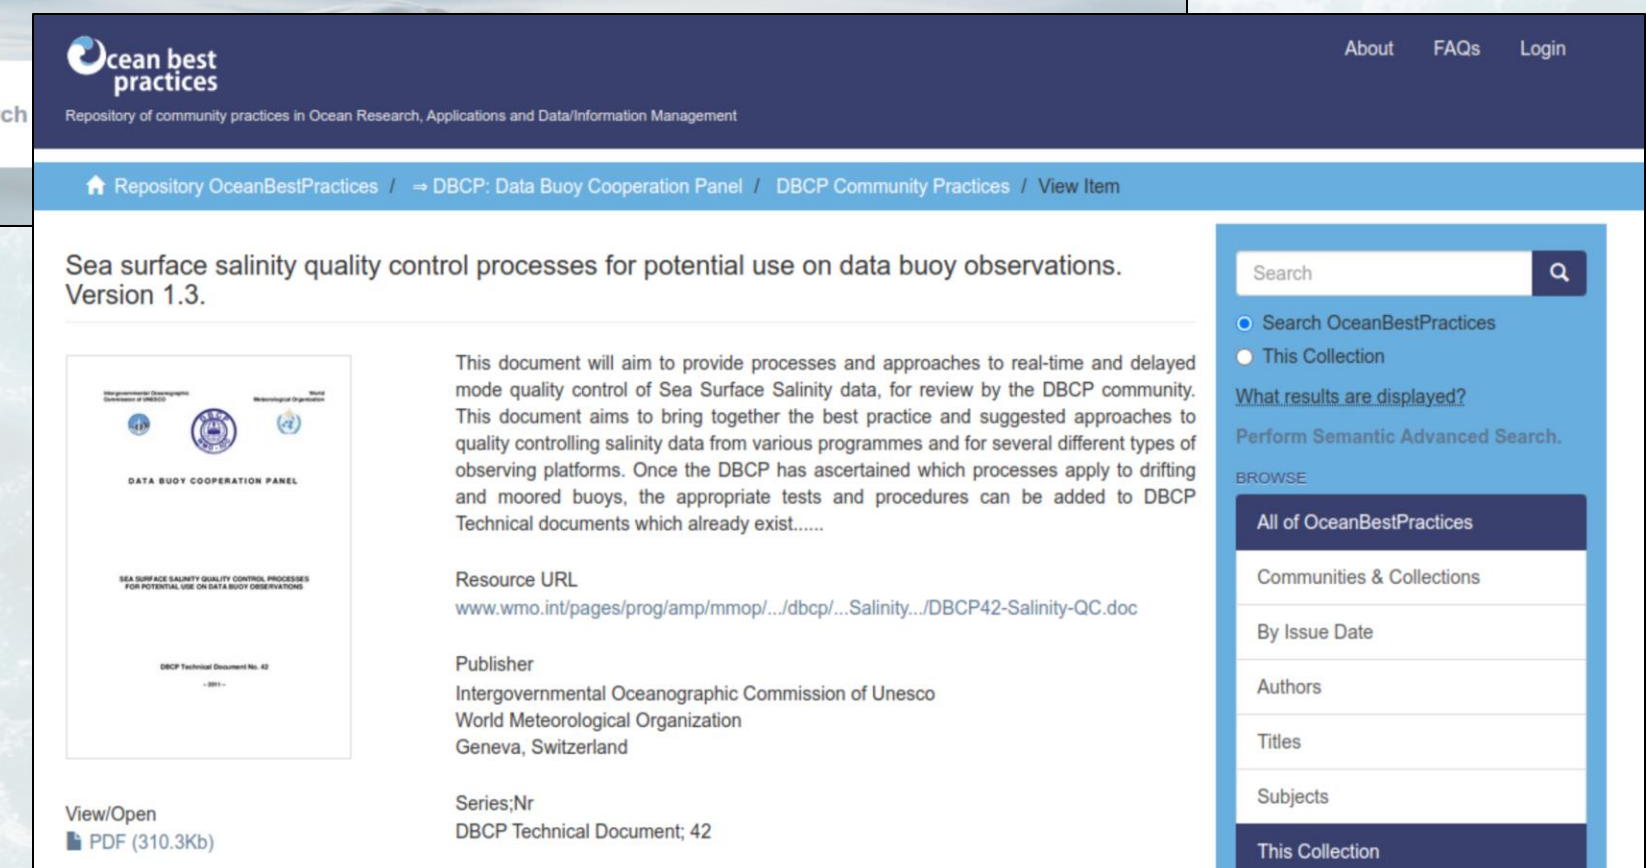 ch
Ocean best
practices
Repository of community practices in Ocean Research, Applications and Data/Information Management
About FAQs Login
Repository OceanBestPractices / ⇒ DBCP: Data Buoy Cooperation Panel / DBCP Community Practices / View Item
Sea surface salinity quality control processes for potential use on data buoy observations.
Version 1.3.
Intergovernmental Oceanographic
Commission of UNESCO
World
Meteorological Organization
DATA BUOY COOPERATION PANEL
SEA SURFACE SALINITY QUALITY CONTROL PROCESSES
FOR POTENTIAL USE ON DATA BUOY OBSERVATIONS
DBCP Technical Document No. 42
– 2011 –
View/Open
PDF (310.3Kb)
This document will aim to provide processes and approaches to real-time and delayed
mode quality control of Sea Surface Salinity data, for review by the DBCP community.
This document aims to bring together the best practice and suggested approaches to
quality controlling salinity data from various programmes and for several different types of
observing platforms. Once the DBCP has ascertained which processes apply to drifting
and moored buoys, the appropriate tests and procedures can be added to DBCP
Technical documents which already exist......
Resource URL
www.wmo.int/pages/prog/amp/mmop/.../dbcp/...Salinity.../DBCP42-Salinity-QC.doc
Publisher
Intergovernmental Oceanographic Commission of Unesco
World Meteorological Organization
Geneva, Switzerland
Series;Nr
DBCP Technical Document; 42
Search
Search OceanBestPractices
This Collection
What results are displayed?
Perform Semantic Advanced Search.
BROWSE
All of OceanBestPractices
Communities & Collections
By Issue Date
Authors
Titles
Subjects
This Collection